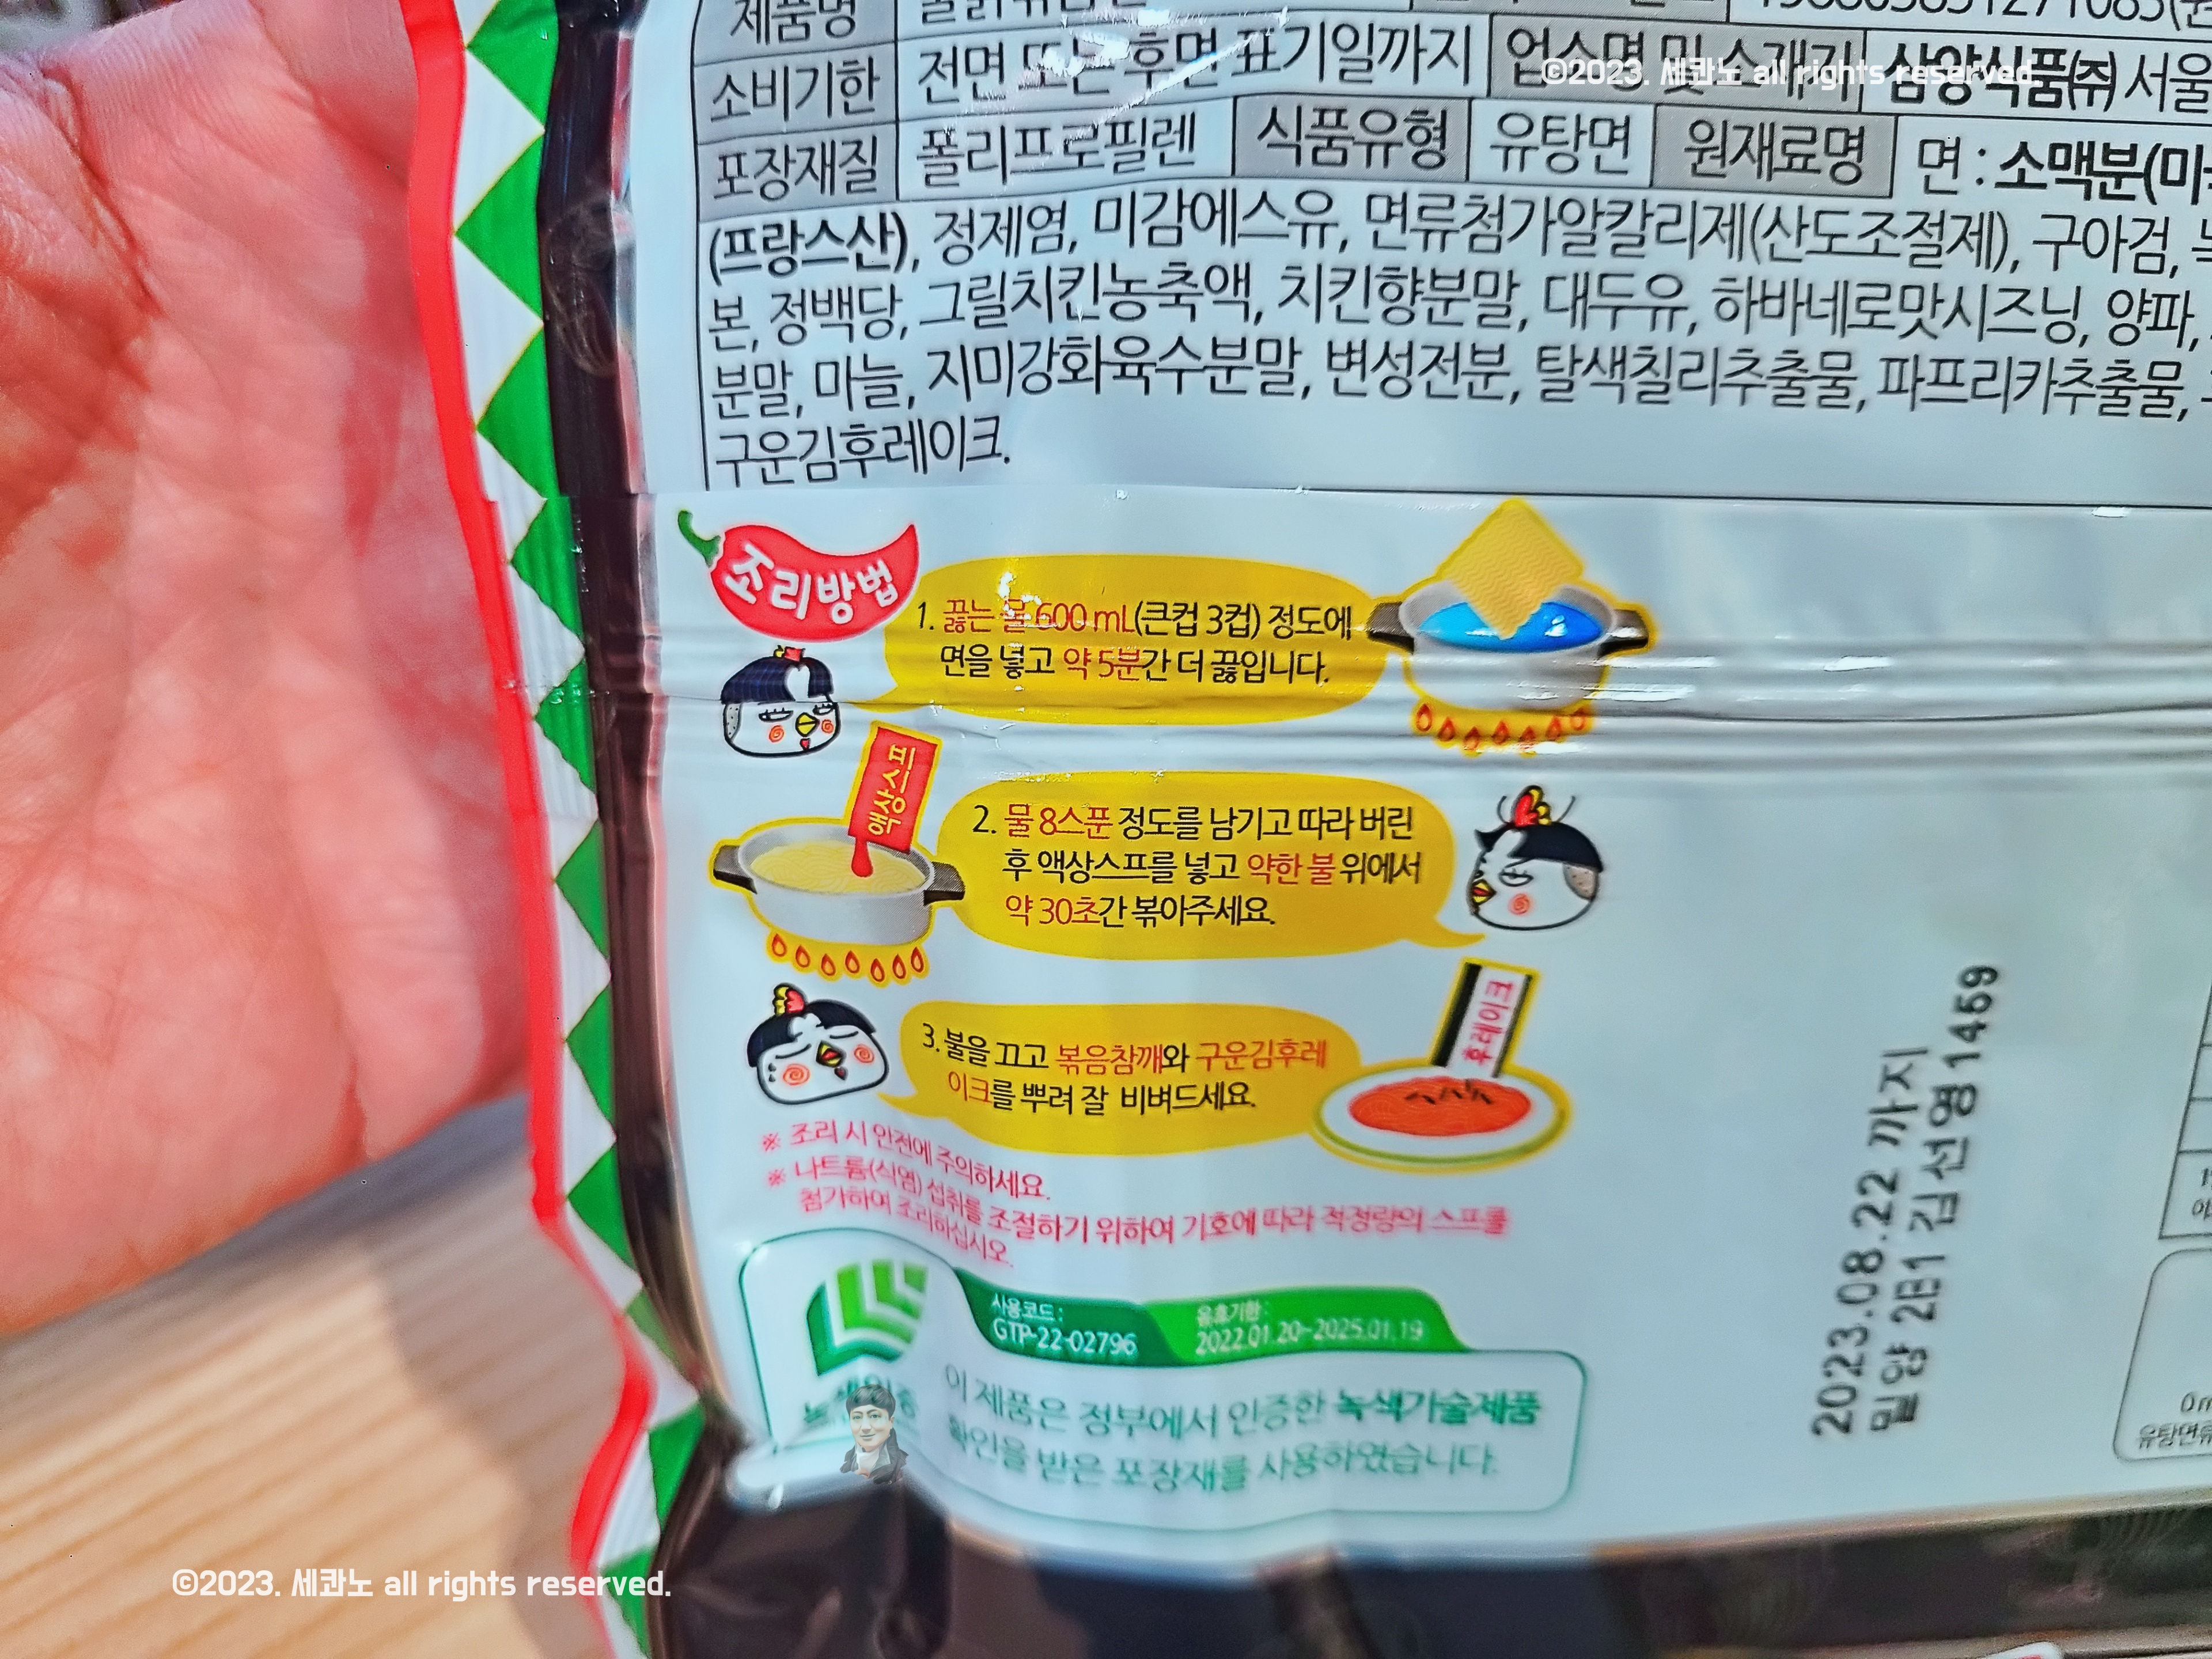 제품명
소비기한 전면 또는 후면 표기일까지 업소명 및 소재지 삼양식품(주) 서울
©2023. 세콴노 all rights reserved.
포장재질 폴리프로필렌 식품유형 유탕면 원재료명 면 : 소맥분(미
(프랑스산), 정제염, 미감에스유, 면류첨가알칼리제(산도조절제), 구아검,
본, 정백당, 그릴치킨농축액, 치킨향분말, 대두유, 하바네로맛시즈닝, 양파,
분말, 마늘, 지미강화육수분말, 변성전분, 탈색칠리추출물, 파프리카추출물,
구운김후레이크.
조리방법
1. 끓는 물 600 mL(큰컵 3컵) 정도에
면을 넣고 약 5분간 더 끓입니다.
액상스프
2. 물 8스푼 정도를 남기고 따라 버린
후 액상스프를 넣고 약한 불 위에서
약 30초간 볶아주세요.
후레이크
3. 불을 끄고 볶음참깨와 구운김후레
이크를 뿌려 잘 비벼드세요.
※ 조리 시 안전에 주의하세요.
※ 나트륨(식염) 섭취를 조절하기 위하여 기호에 따라 적정량의 스프를
첨가하여 조리하십시오.
사용코드 :
GTP-22-02796
유효기한 :
2022.01.20~2025.01.19
이 제품은 정부에서 인증한 녹색기술제품
확인을 받은 포장재를 사용하였습니다.
2023.08.22 까지
밀양 2B1 김선영 1459
유탕면류
©2023. 세콴노 all rights reserved.